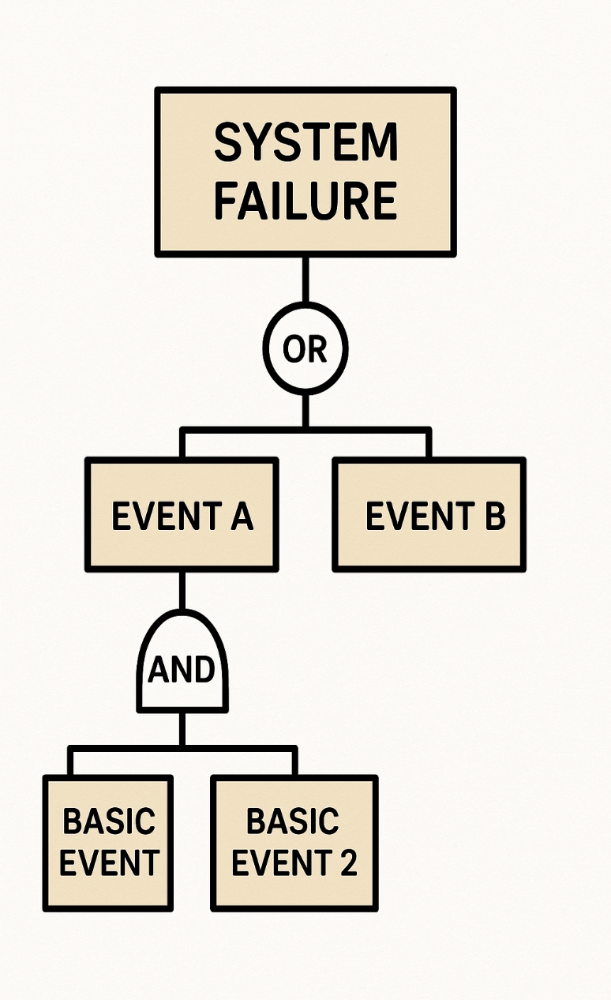 SYSTEM
FAILURE
OR
EVENT A
EVENT B
AND
BASIC
EVENT
BASIC
EVENT 2